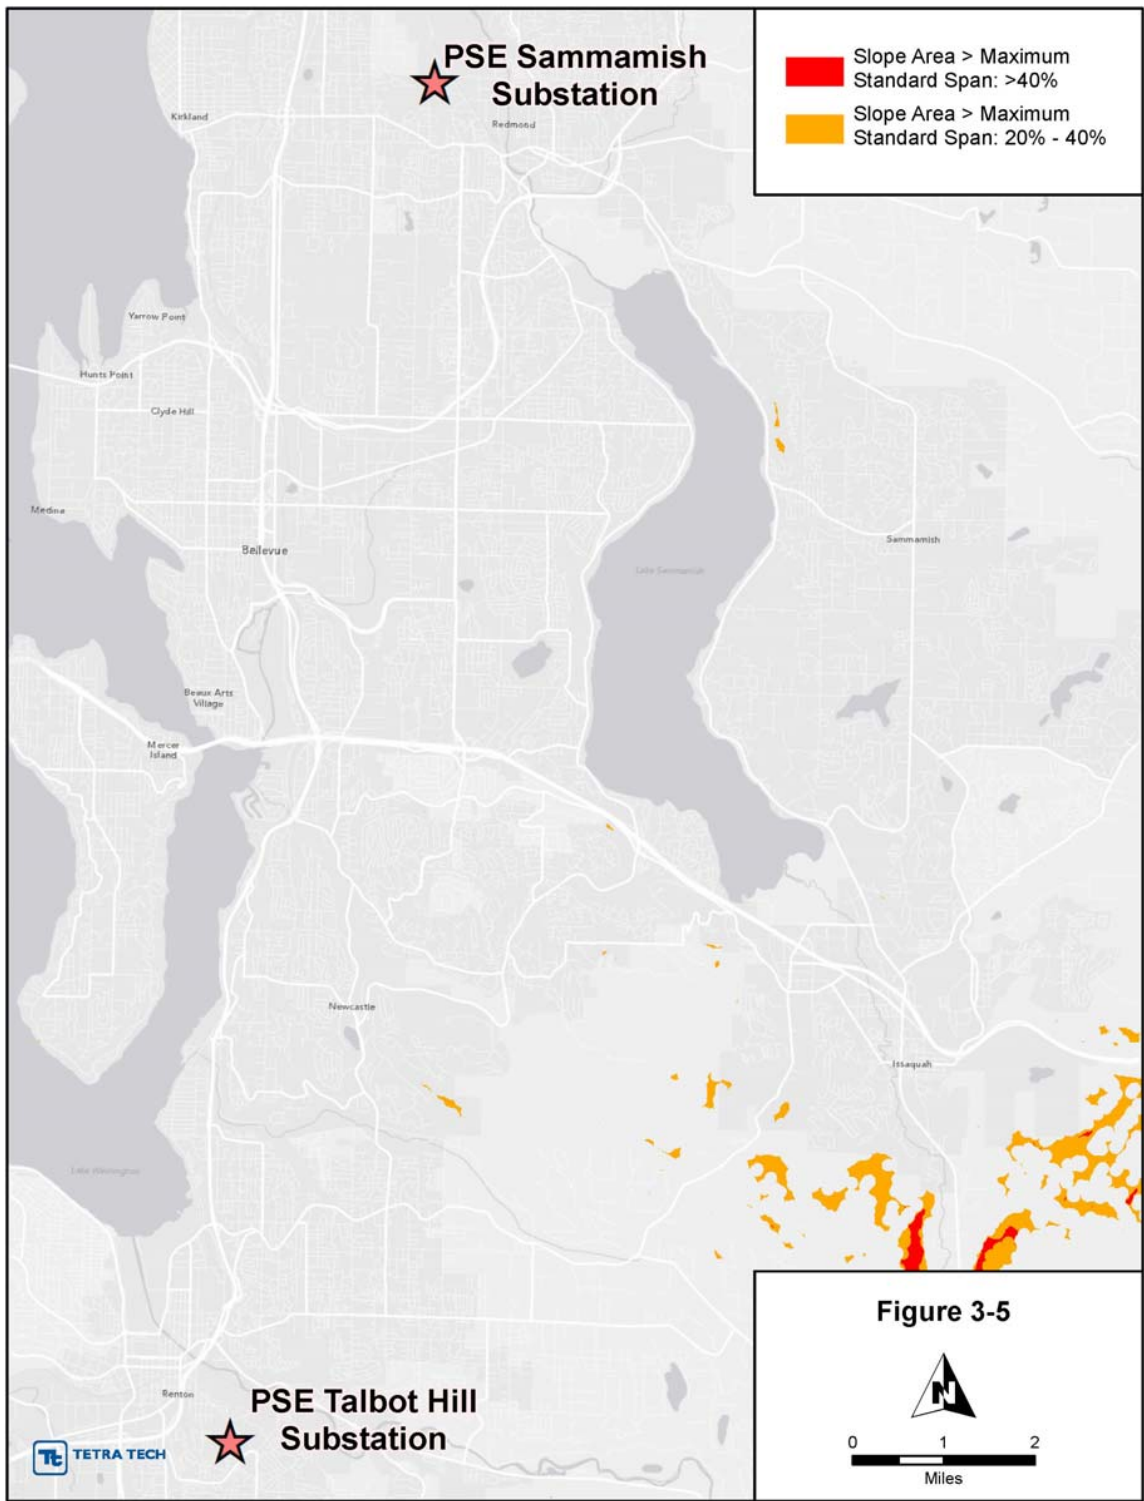 PSE Sammamish
Substation
Slope Area > Maximum
Standard Span: >40%
Slope Area > Maximum
Standard Span: 20% - 40%
Kirkland
Redmond
Yarrow Point
Hunts Point
Clyde Hill
Medina
Sammamish
Bellevue
Lake Sammamish
Beaux Arts
Village
Mercer
Island
Newcastle
Issaquah
Lake Washington
Renton
PSE Talbot Hill
Substation
Tt TETRA TECH
Figure 3-5
N
0 1 2
Miles